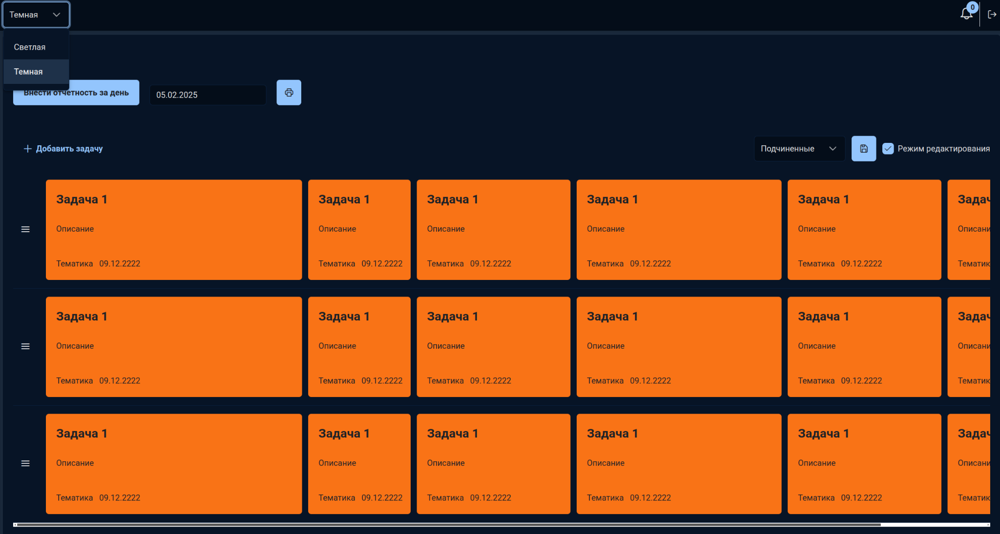 Темная
0
Светлая
Темная
Внести отчетность за день
05.02.2025
Добавить задачу
Подчиненные
Режим редактирования
Задача 1 Задача 1 Задача 1 Задача 1 Задача 1 Задач
Описание Описание Описание Описание Описание Описани
Тематика 09.12.2222 Тематика 09.12.2222 Тематика 09.12.2222 Тематика 09.12.2222 Тематика 09.12.2222 Тематик
Задача 1 Задача 1 Задача 1 Задача 1 Задача 1 Задач
Описание Описание Описание Описание Описание Описани
Тематика 09.12.2222 Тематика 09.12.2222 Тематика 09.12.2222 Тематика 09.12.2222 Тематика 09.12.2222 Тематик
Задача 1 Задача 1 Задача 1 Задача 1 Задача 1 Задач
Описание Описание Описание Описание Описание Описани
Тематика 09.12.2222 Тематика 09.12.2222 Тематика 09.12.2222 Тематика 09.12.2222 Тематика 09.12.2222 Тематик